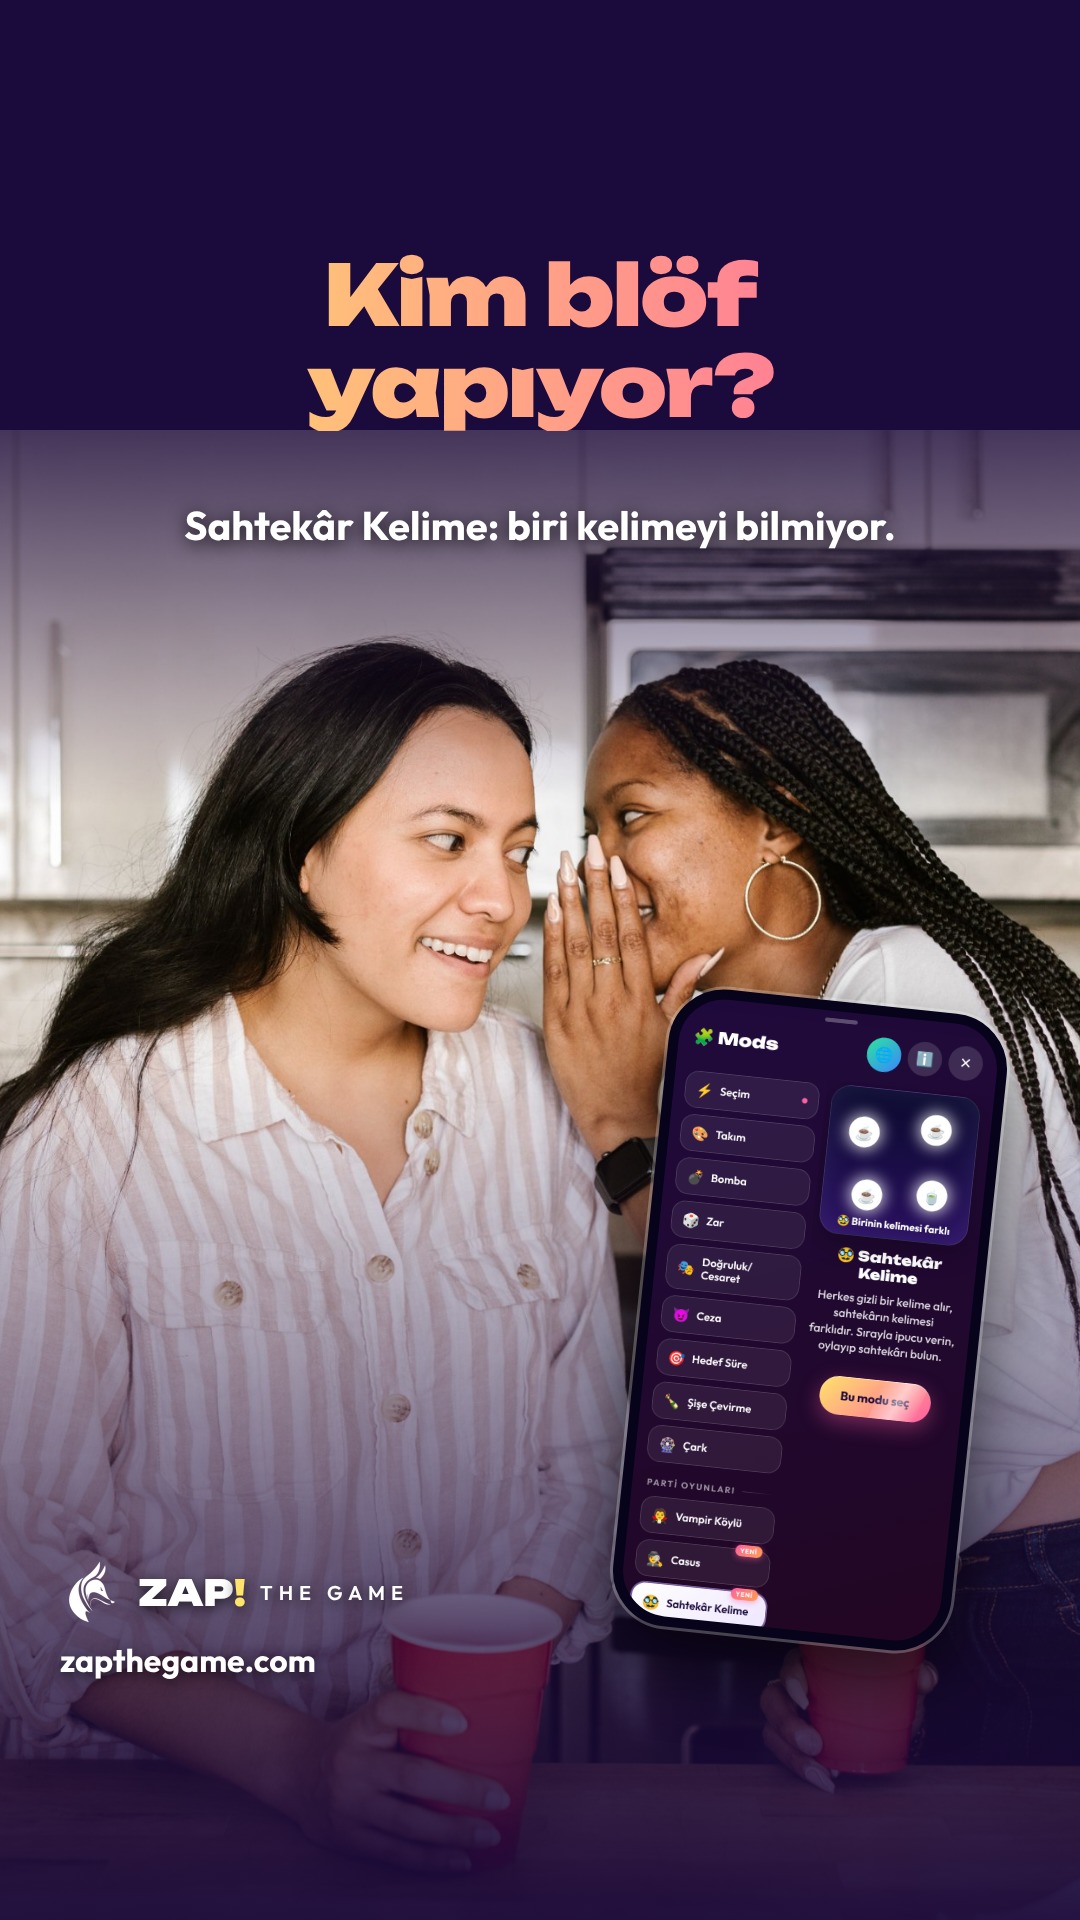 Kim blöf
yapıyor?
Sahtekâr Kelime: biri kelimeyi bilmiyor.
Mods
Seçim
Takım
Bomba
Zar
Doğruluk/
Cesaret
Ceza
Hedef Süre
Şişe Çevirme
Çark
PARTİ OYUNLARI
Vampir Köylü
YENİ
Casus
YENİ
Sahtekâr Kelime
Birinin kelimesi farklı
Sahtekâr
Kelime
Herkes gizli bir kelime alır,
sahtekârın kelimesi
farklıdır. Sırayla ipucu verin,
oylayıp sahtekârı bulun.
Bu modu seç
ZAP! THE GAME
zapthegame.com